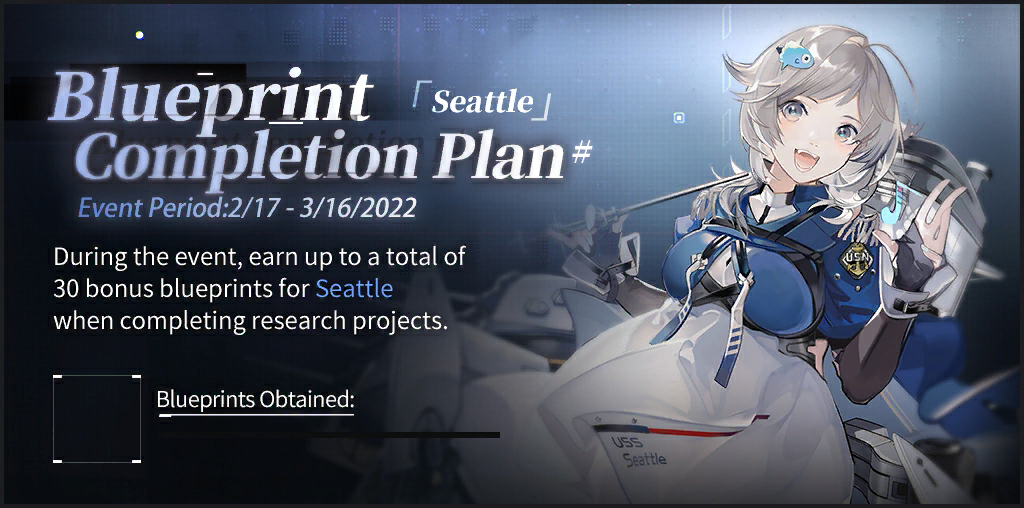 Blueprint 「Seattle」
Completion Plan#
Event Period:2/17 - 3/16/2022
During the event, earn up to a total of
30 bonus blueprints for Seattle
when completing research projects.
Blueprints Obtained:
USN
USS
Seattle